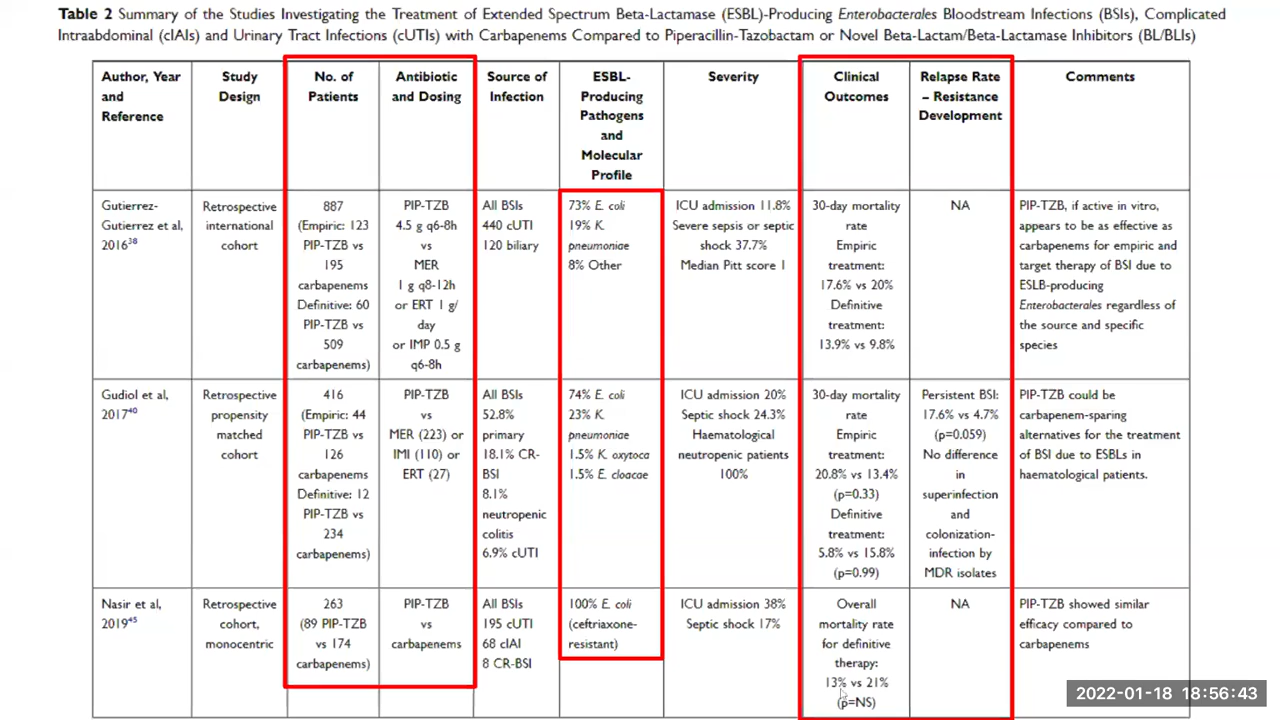 Table 2 Summary of the Studies Investigating the Treatment of Extended Spectrum Beta-Lactamase (ESBL)-Producing Enterobacterales Bloodstream Infections (BSIs), Complicated
Intraabdominal (cIAIs) and Urinary Tract Infections (cUTIs) with Carbapenems Compared to Piperacillin-Tazobactam or Novel Beta-Lactam/Beta-Lactamase Inhibitors (BL/BLIs)
Author, Year
and
Reference
Study
Design
No. of
Patients
Antibiotic
and Dosing
Source of
Infection
ESBL-
Producing
Pathogens
and
Molecular
Profile
Severity
Clinical
Outcomes
Relapse Rate
– Resistance
Development
Comments
Gutierrez-
Gutierrez et al,
2016³⁸
Retrospective
international
cohort
887
(Empiric: 123
PIP-TZB vs
195
carbapenems
Definitive: 60
PIP-TZB vs
509
carbapenems)
PIP-TZB
4.5 g q6-8h
vs
MER
1 g q8-12h
or ERT 1 g/
day
or IMP 0.5 g
q6-8h
All BSIs
440 cUTI
120 biliary
73% E. coli
19% K.
pneumoniae
8% Other
ICU admission 11.8%
Severe sepsis or septic
shock 37.7%
Median Pitt score 1
30-day mortality
rate
Empiric
treatment:
17.6% vs 20%
Definitive
treatment:
13.9% vs 9.8%
NA
PIP-TZB, if active in vitro,
appears to be as effective as
carbapenems for empiric and
target therapy of BSI due to
ESLB-producing
Enterobacterales regardless of
the source and specific
species
Gudiol et al,
2017⁴⁰
Retrospective
propensity
matched
cohort
416
(Empiric: 44
PIP-TZB vs
126
carbapenems
Definitive: 12
PIP-TZB vs
234
carbapenems)
PIP-TZB
vs
MER (223) or
IMI (110) or
ERT (27)
All BSIs
52.8%
primary
18.1% CR-
BSI
8.1%
neutropenic
colitis
6.9% cUTI
74% E. coli
23% K.
pneumoniae
1.5% K. oxytoca
1.5% E. cloacae
ICU admission 20%
Septic shock 24.3%
Haematological
neutropenic patients
100%
30-day mortality
rate
Empiric
treatment:
20.8% vs 13.4%
(p=0.33)
Definitive
treatment:
5.8% vs 15.8%
(p=0.99)
Persistent BSI:
17.6% vs 4.7%
(p=0.059)
No difference
in
superinfection
and
colonization-
infection by
MDR isolates
PIP-TZB could be
carbapenem-sparing
alternatives for the treatment
of BSI due to ESBLs in
haematological patients.
Nasir et al,
2019⁴⁵
Retrospective
cohort,
monocentric
263
(89 PIP-TZB
vs 174
carbapenems)
PIP-TZB
vs
carbapenems
All BSIs
195 cUTI
68 cIAI
8 CR-BSI
100% E. coli
(ceftriaxone-
resistant)
ICU admission 38%
Septic shock 17%
Overall
mortality rate
for definitive
therapy:
13% vs 21%
(p=NS)
NA
PIP-TZB showed similar
efficacy compared to
carbapenems
2022-01-18 18:56:43